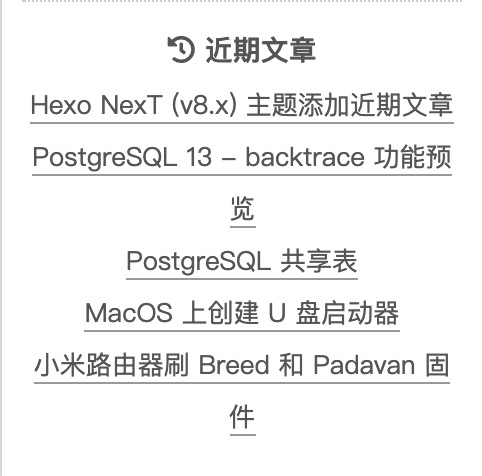 近期文章
Hexo NexT (v8.x) 主题添加近期文章
PostgreSQL 13 – backtrace 功能预
览
PostgreSQL 共享表
MacOS 上创建 U 盘启动器
小米路由器刷 Breed 和 Padavan 固
件